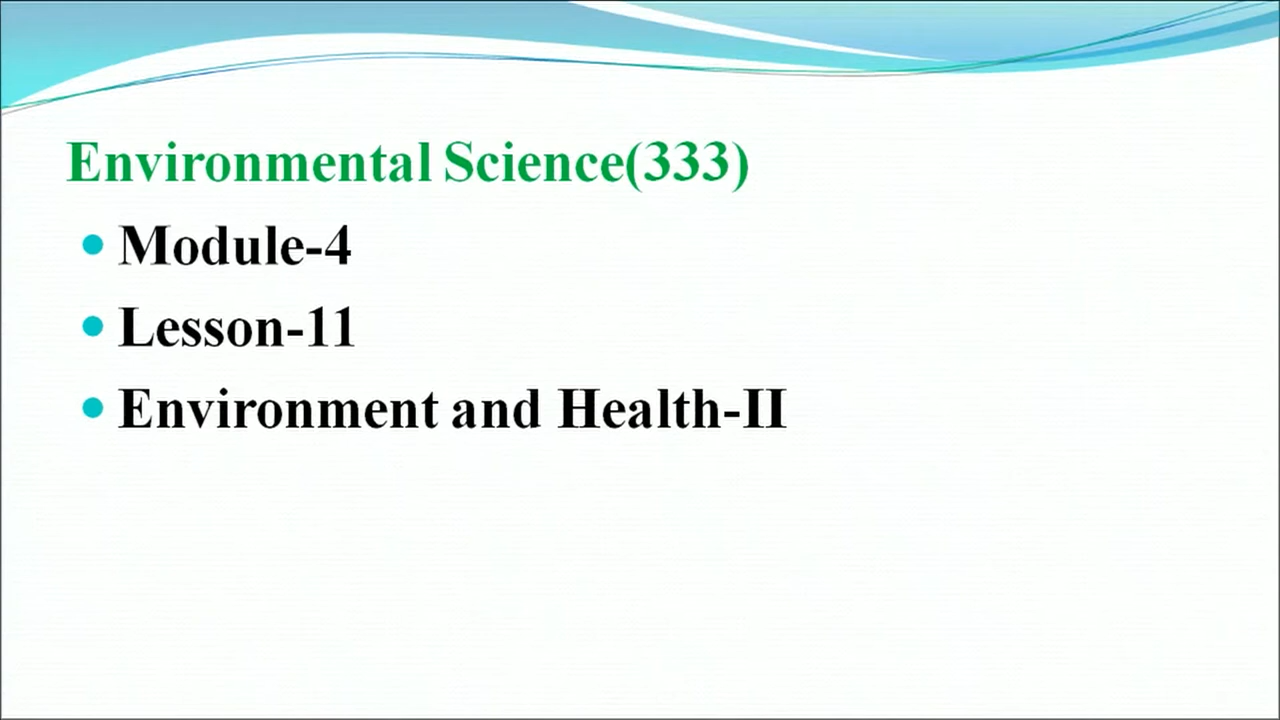 Environmental Science(333)
Module-4
Lesson-11
Environment and Health-II